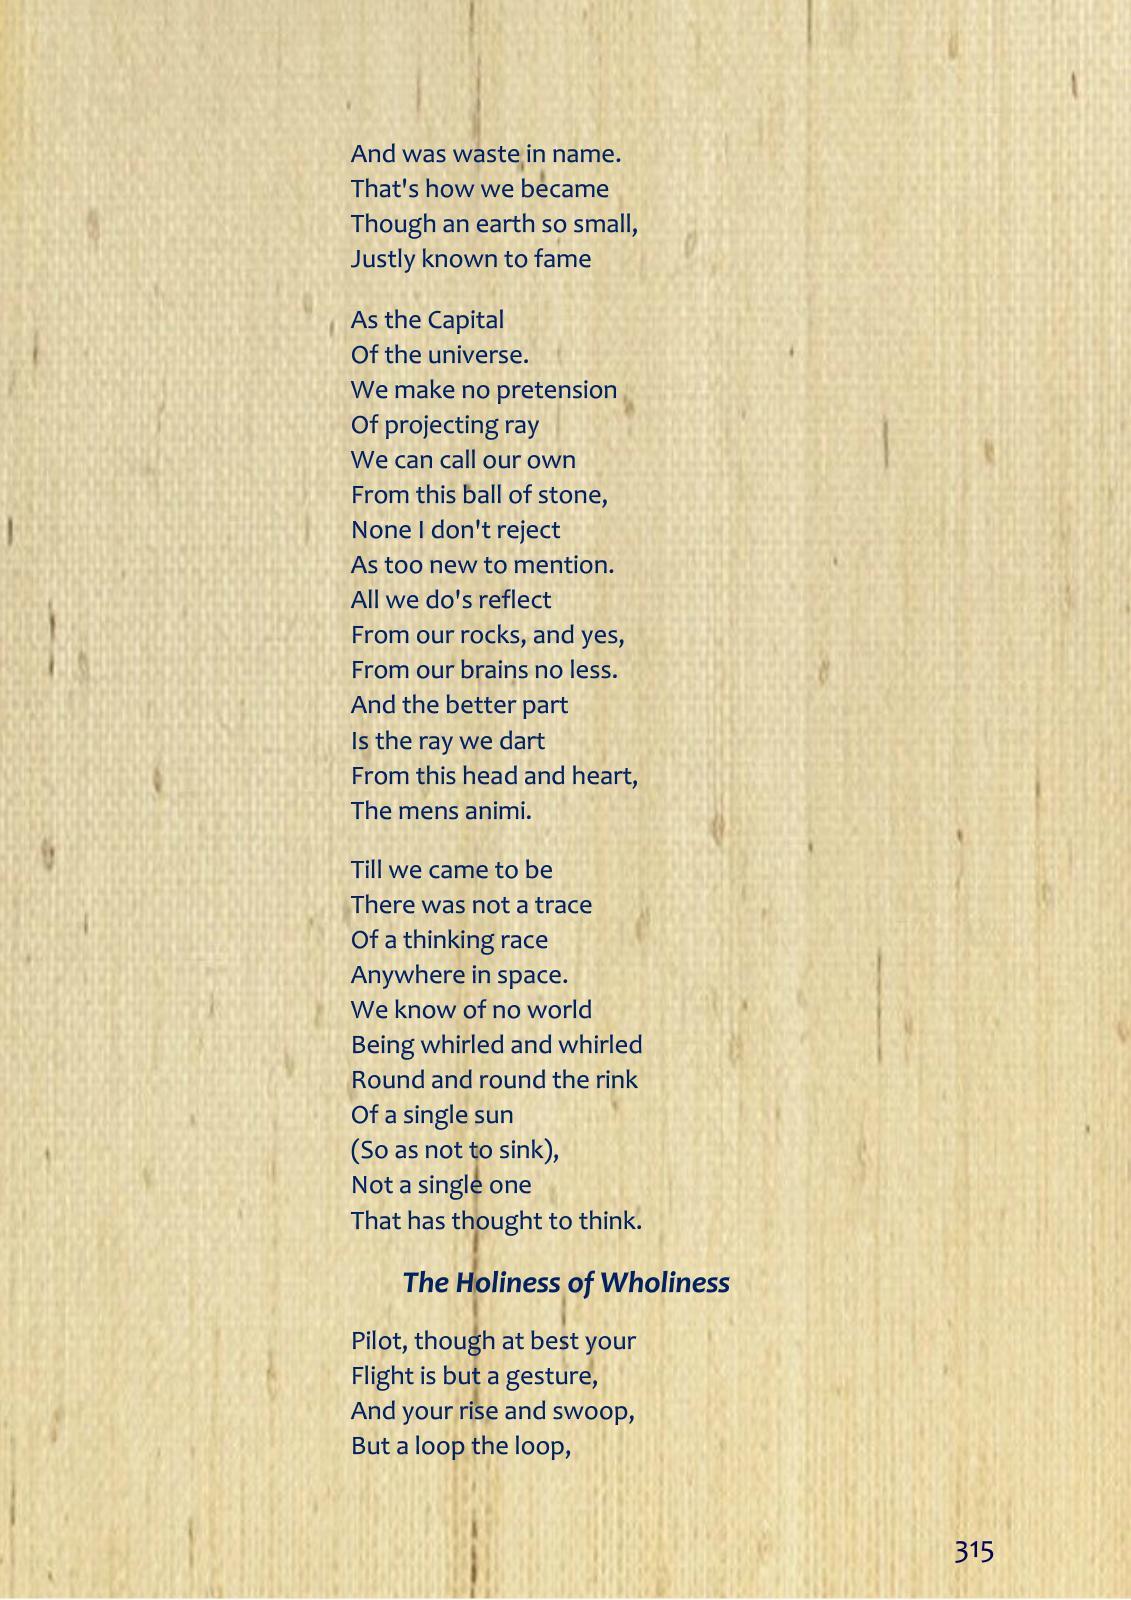 And was waste in name.
That's how we became
Though an earth so small,
Justly known to fame
As the Capital
Of the universe.
We make no pretension
Of projecting ray
We can call our own
From this ball of stone,
None I don't reject
As too new to mention.
All we do's reflect
From our rocks, and yes,
From our brains no less.
And the better part
Is the ray we dart
From this head and heart,
The mens animi.
Till we came to be
There was not a trace
Of a thinking race
Anywhere in space.
We know of no world
Being whirled and whirled
Round and round the rink
Of a single sun
(So as not to sink),
Not a single one
That has thought to think.
The Holiness of Wholiness
Pilot, though at best your
Flight is but a gesture,
And your rise and swoop,
But a loop the loop,
315